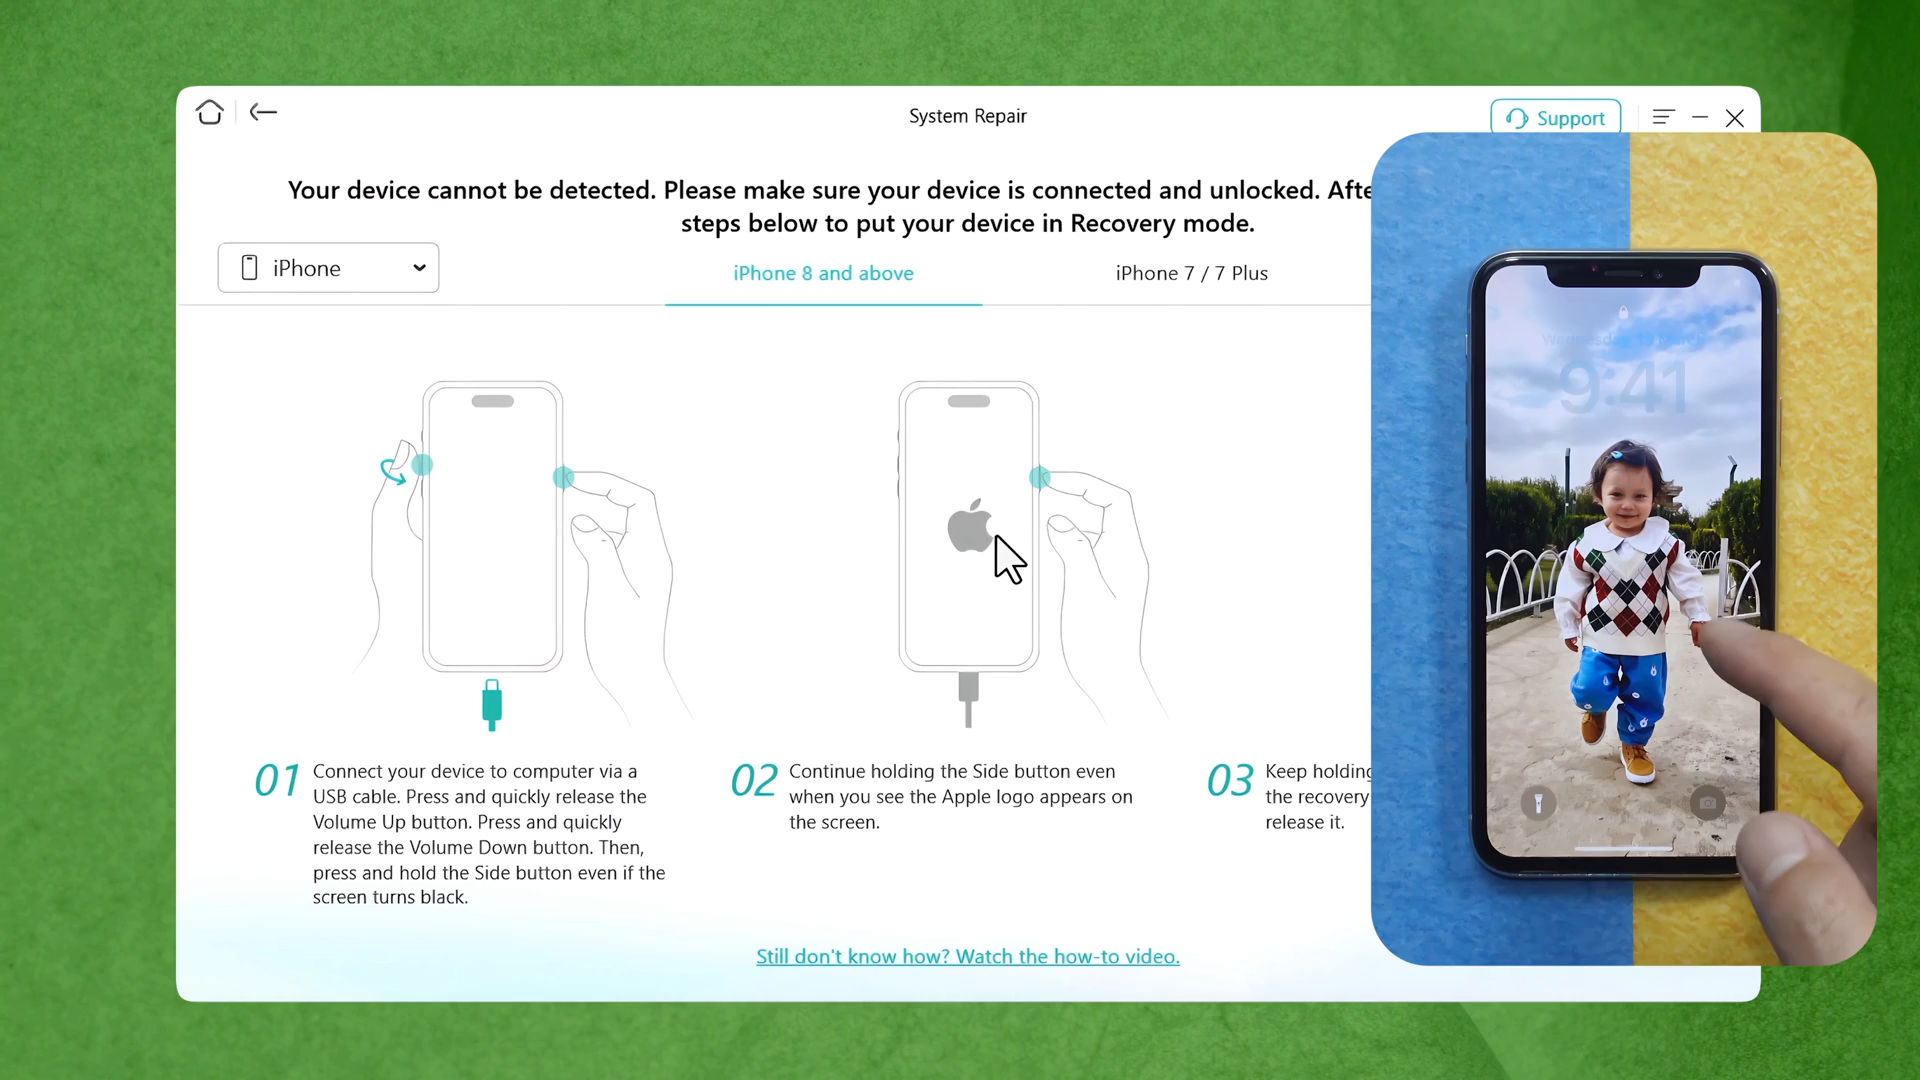 System Repair
Support
Your device cannot be detected. Please make sure your device is connected and unlocked. Afte
steps below to put your device in Recovery mode.
iPhone
iPhone 8 and above
iPhone 7 / 7 Plus
9:41
01
Connect your device to computer via a
USB cable. Press and quickly release the
Volume Up button. Press and quickly
release the Volume Down button. Then,
press and hold the Side button even if the
screen turns black.
02
Continue holding the Side button even
when you see the Apple logo appears on
the screen.
03
Keep holding
the recovery
release it.
Still don't know how? Watch the how-to video.